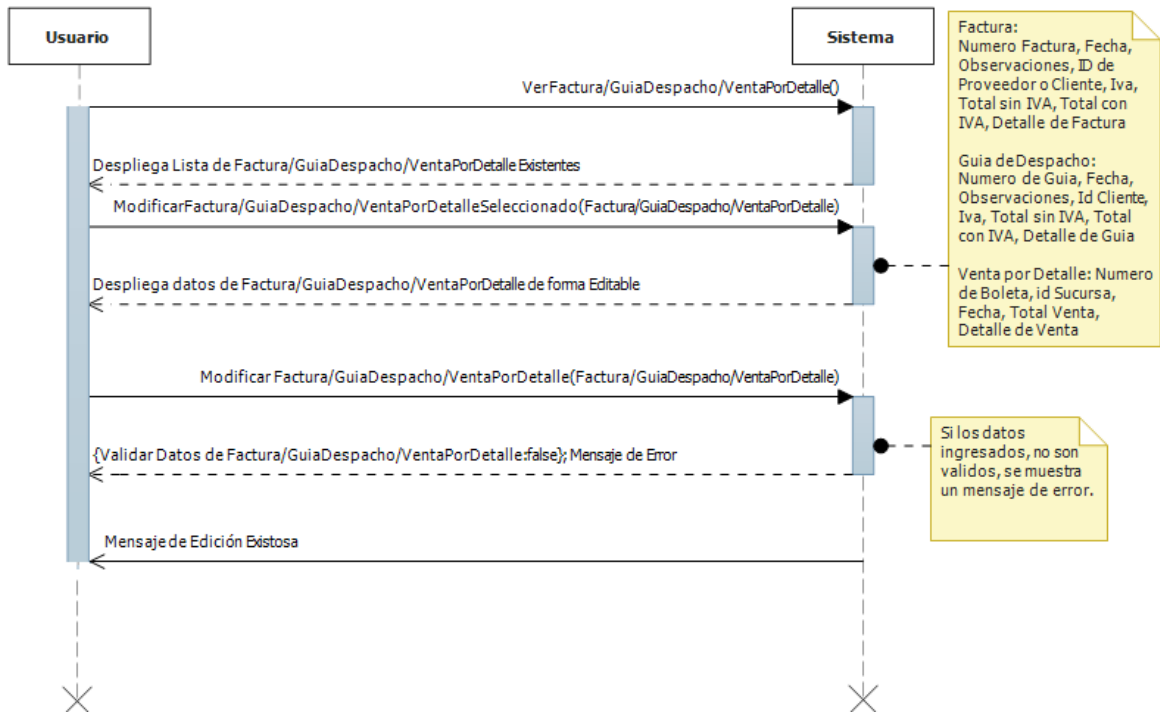 Usuario
Sistema
Factura:
Numero Factura, Fecha,
Observaciones, ID de
Proveedor o Cliente, Iva,
Total sin IVA, Total con
IVA, Detalle de Factura
Guia de Despacho:
Numero de Guia, Fecha,
Observaciones, Id Cliente,
Iva, Total sin IVA, Total
con IVA, Detalle de Guia
Venta por Detalle: Numero
de Boleta, id Sucursa,
Fecha, Total Venta,
Detalle de Venta
VerFactura/GuiaDespacho/VentaPorDetalle()
Despliega Lista de Factura/GuiaDespacho/VentaPorDetalle Existentes
ModificarFactura/GuiaDespacho/VentaPorDetalleSeleccionado(Factura/GuiaDespacho/VentaPorDetalle)
Despliega datos de Factura/GuiaDespacho/VentaPorDetalle de forma Editable
Modificar Factura/GuiaDespacho/VentaPorDetalle(Factura/GuiaDespacho/VentaPorDetalle)
{Validar Datos de Factura/GuiaDespacho/VentaPorDetalle:false}; Mensaje de Error
Si los datos
ingresados, no son
validos, se muestra
un mensaje de error.
Mensaje de Edición Existosa